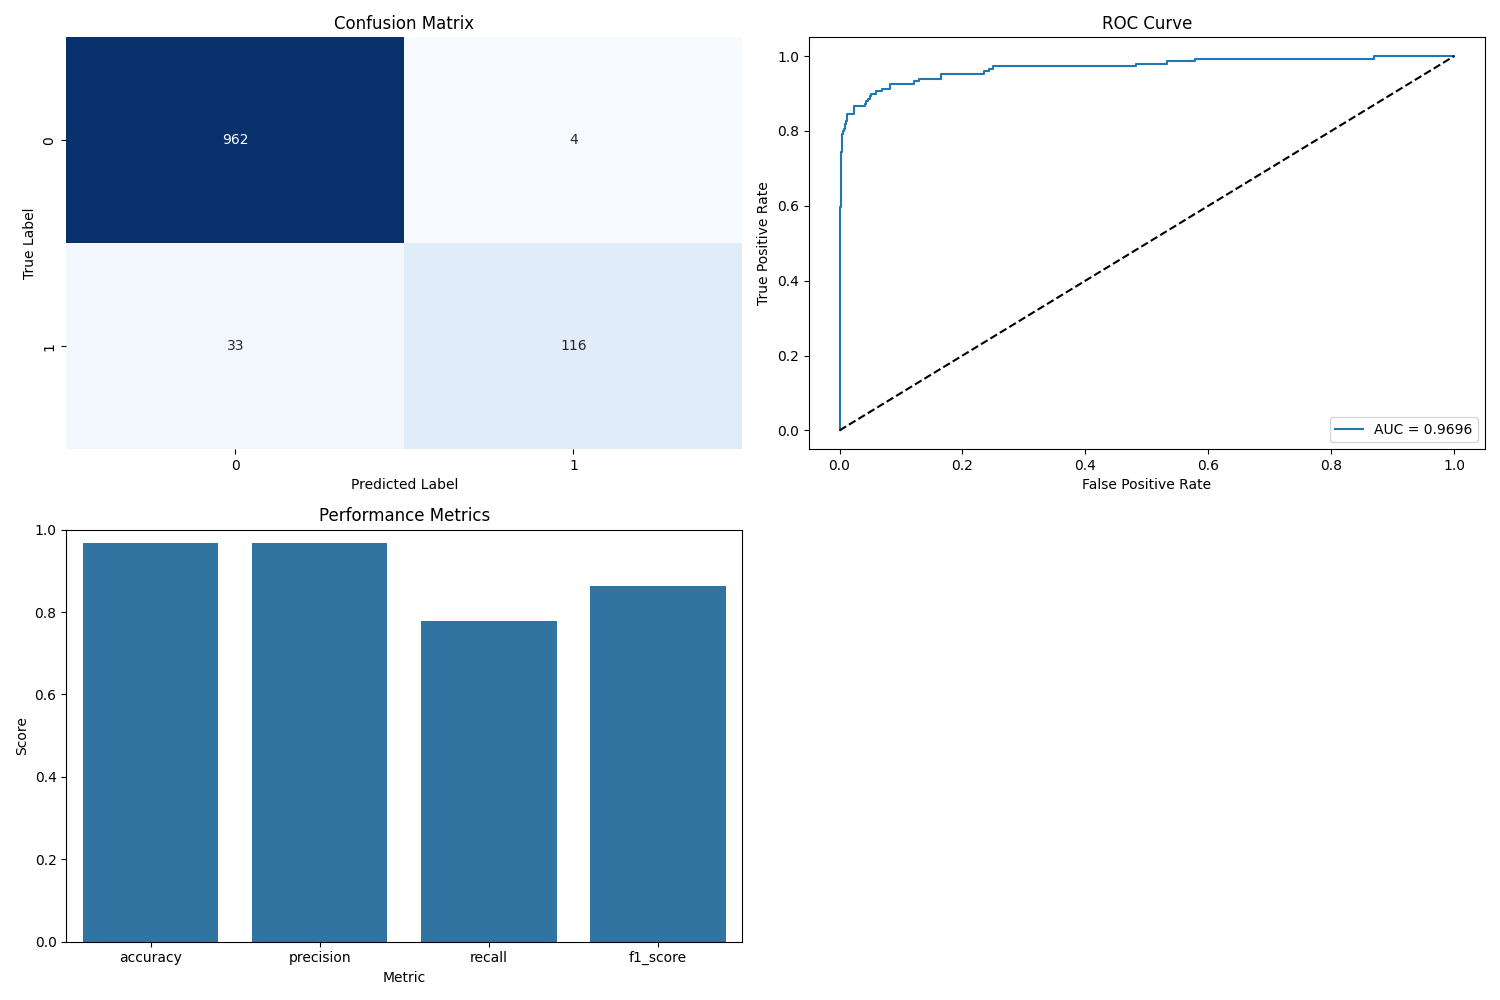 Confusion Matrix
962
4
33
116
0
1
0
1
True Label
Predicted Label
ROC Curve
1.0
0.8
0.6
0.4
0.2
0.0
True Positive Rate
AUC = 0.9696
0.0
0.2
0.4
0.6
0.8
1.0
False Positive Rate
Performance Metrics
1.0
0.8
0.6
0.4
0.2
0.0
Score
accuracy
precision
recall
f1_score
Metric